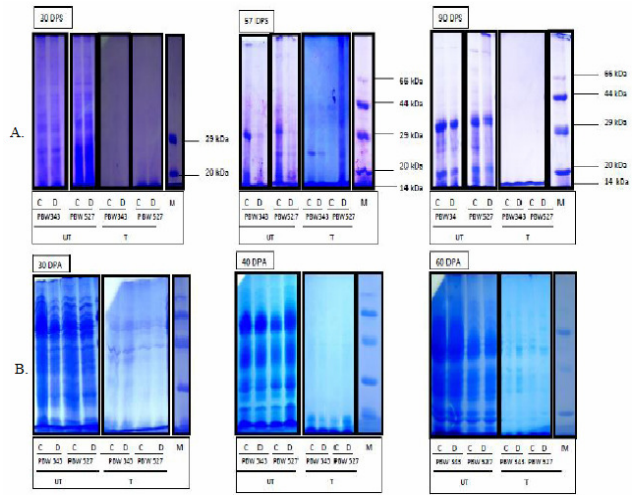 30 DPS
57 DPS
90 DPS
A.
66 kDa
44 kDa
29 kDa
20 kDa
14 kDa
66 kDa
44 kDa
29 kDa
20 kDa
14 kDa
29 kDa
20 kDa
C D C D C D C D M
PBW343 PBW 527 PBW343 PBW 527
UT T
C D C D C D C D M
PBW343 PBW527 PBW343 PBW527
UT T
C D C D C D C D M
PBW34 PBW527 PBW343 PBW527
UT T
30 DPA
40 DPA
60 DPA
B.
C D C D C D C D M
PBW 343 PBW 527 PBW 343 PBW 527
UT T
C D C D C D C D M
PBW 343 PBW 527 PBW 343 PBW 527
UT T
C D C D C D C D M
PBW 343 PBW 527 PBW 343 PBW 527
UT T